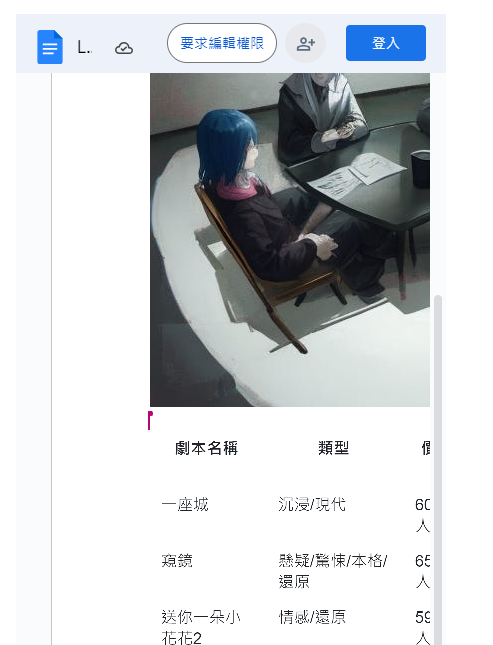 L..
要求編輯權限
登入
劇本名稱 類型
一座城 沉浸/現代 60
人
窺鏡 懸疑/驚悚/本格/ 65
還原 人
送你一朵小 情感/還原 59
花花2 人